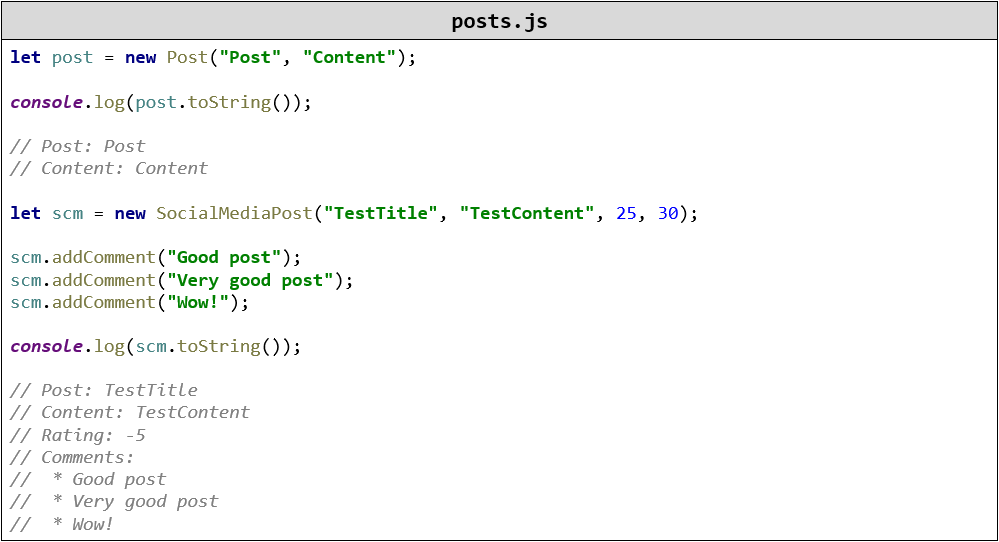 posts.js
let post = new Post("Post", "Content");
console.log(post.toString());
// Post: Post
// Content: Content
let scm = new SocialMediaPost("TestTitle", "TestContent", 25, 30);
scm.addComment("Good post");
scm.addComment("Very good post");
scm.addComment("Wow!");
console.log(scm.toString());
// Post: TestTitle
// Content: TestContent
// Rating: -5
// Comments:
//  * Good post
//  * Very good post
//  * Wow!